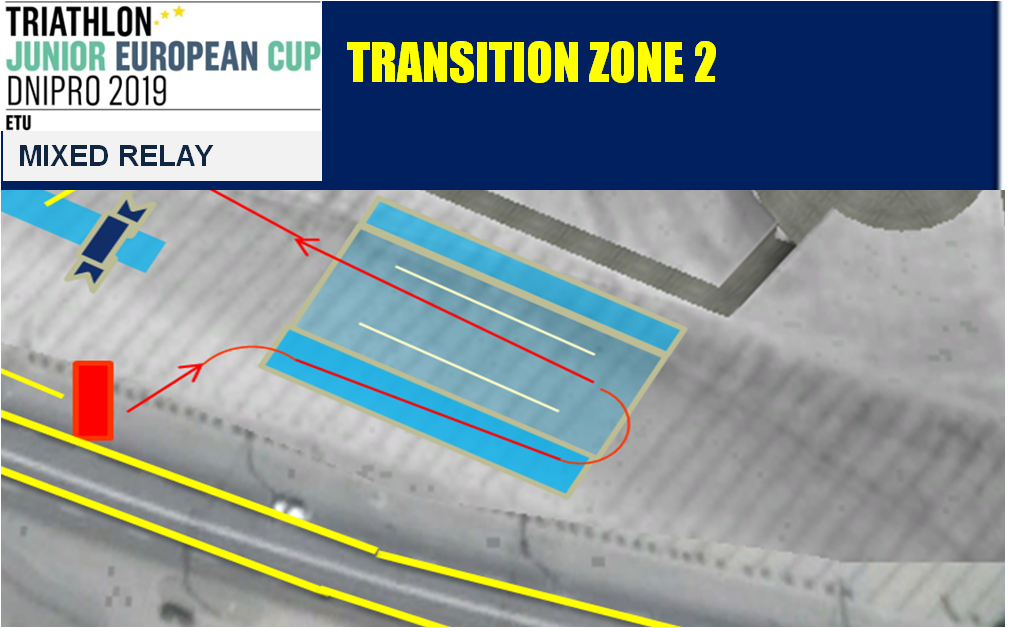 TRIATHLON
JUNIOR EUROPEAN CUP
DNIPRO 2019
ETU
MIXED RELAY
TRANSITION ZONE 2